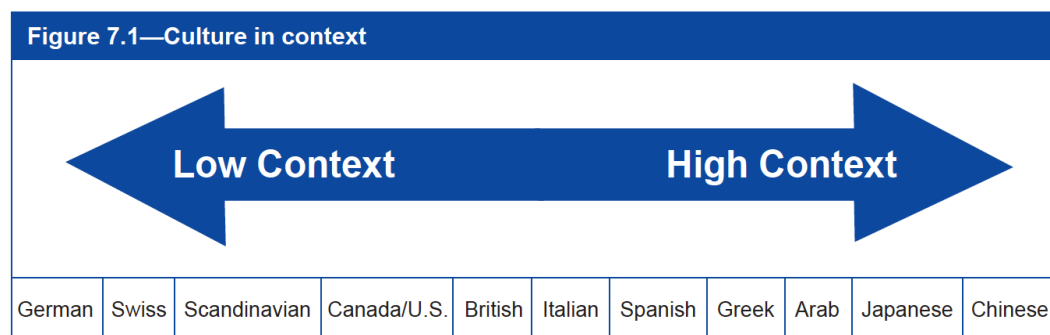 Figure 7.1—Culture in context
Low Context High Context
German Swiss Scandinavian Canada/U.S. British Italian Spanish Greek Arab Japanese Chinese